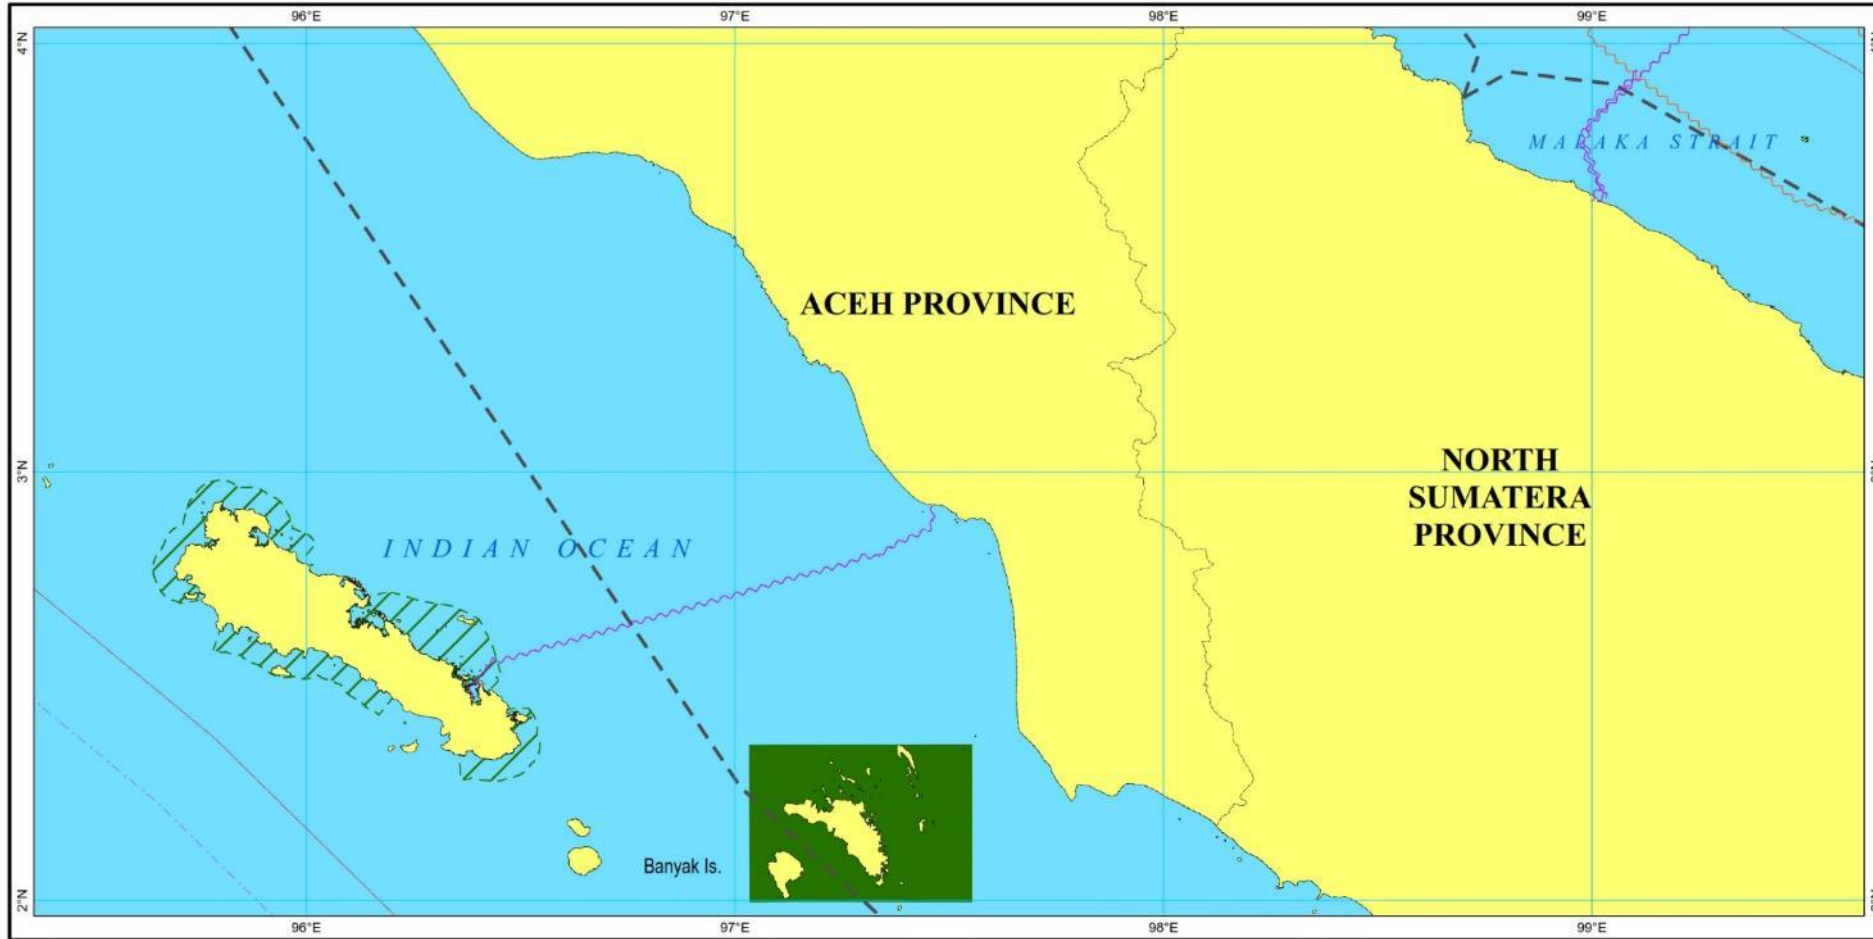 96°E 97°E 98°E 99°E
4°N
MALAKA STRAIT
ACEH PROVINCE
3°N
NORTH
SUMATERA
PROVINCE
INDIAN OCEAN
Banyak Is.
2°N
96°E 97°E 98°E 99°E